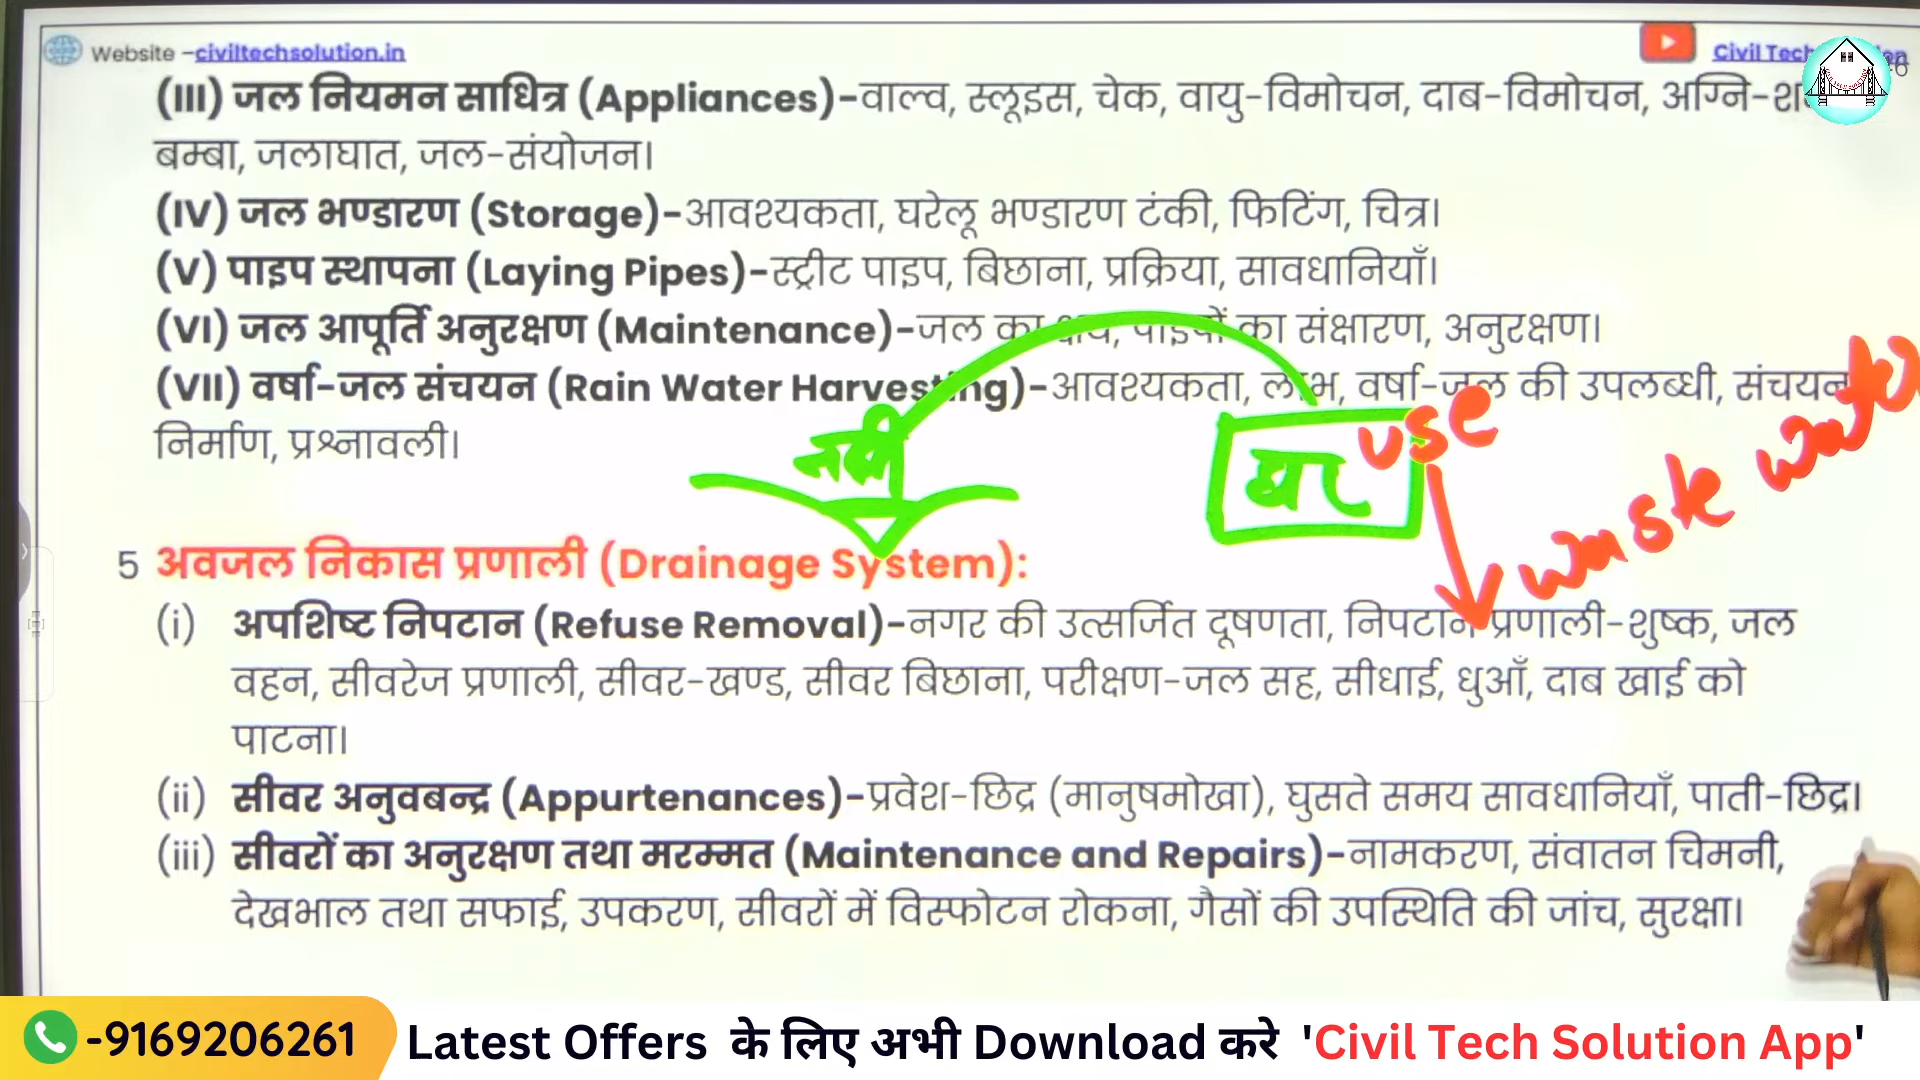 Website –civiltechsolution.in
(III) जल नियमन साधित्र (Appliances)-वाल्व, स्लूइस, चेक, वायु-विमोचन, दाब-विमोचन, अग्नि-
बम्बा, जलाघात, जल-संयोजन।
(IV) जल भण्डारण (Storage)-आवश्यकता, घरेलू भण्डारण टंकी, फिटिंग, चित्र।
(V) पाइप स्थापना (Laying Pipes)-स्ट्रीट पाइप, बिछाना, प्रक्रिया, सावधानियाँ।
(VI) जल आपूर्ति अनुरक्षण (Maintenance)-जल का क्षय, पाइपों का संक्षारण, अनुरक्षण।
(VII) वर्षा-जल संचयन (Rain Water Harvesting)-आवश्यकता, लाभ, वर्षा-जल की उपलब्धी, संचयन
निर्माण, प्रश्नावली।
नदी
घर
use
waste water
5 अवजल निकास प्रणाली (Drainage System):
(i) अपशिष्ट निपटान (Refuse Removal)-नगर की उत्सर्जित दूषणता, निपटान प्रणाली-शुष्क, जल
वहन, सीवरेज प्रणाली, सीवर-खण्ड, सीवर बिछाना, परीक्षण-जल सह, सीधाई, धुआँ, दाब खाई को
पाटना।
(ii) सीवर अनुवबन्द्र (Appurtenances)-प्रवेश-छिद्र (मानुषमोखा), घुसते समय सावधानियाँ, पाती-छिद्र।
(iii) सीवरों का अनुरक्षण तथा मरम्मत (Maintenance and Repairs)-नामकरण, संवातन चिमनी,
देखभाल तथा सफाई, उपकरण, सीवरों में विस्फोटन रोकना, गैसों की उपस्थिति की जांच, सुरक्षा।
-9169206261 Latest Offers के लिए अभी Download करे 'Civil Tech Solution App'